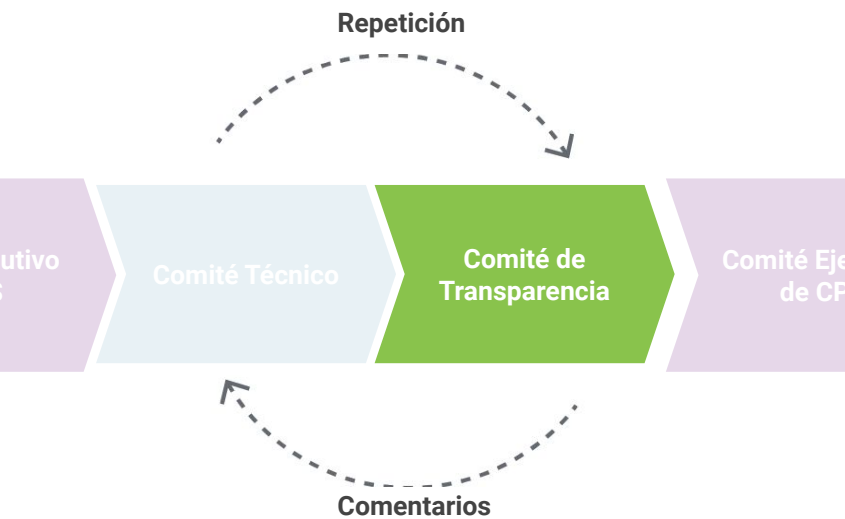 Repetición
utivo
S
Comité Técnico
Comité de
Transparencia
Comité Eje
de CP
Comentarios